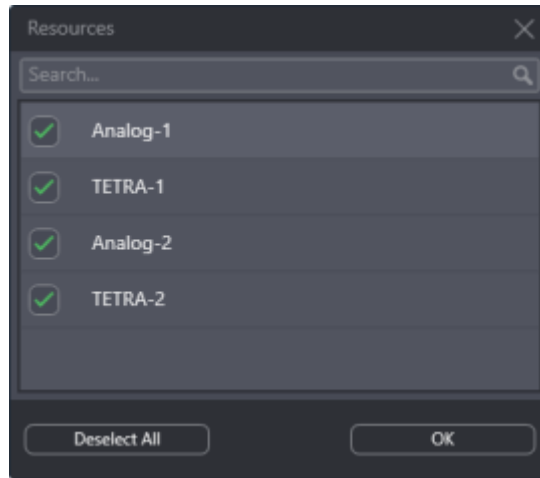 Resources
Search...
Analog-1
TETRA-1
Analog-2
TETRA-2
Deselect All
OK